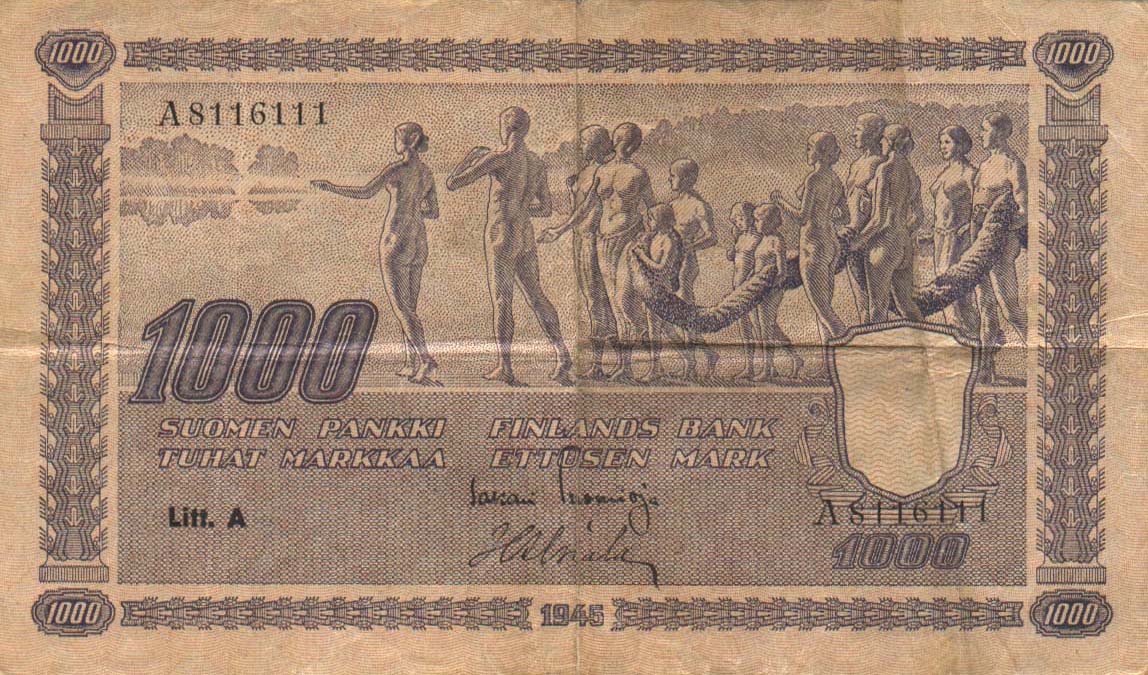 1000 1000
A8116111
1000
SUOMEN PANKKI FINLANDS BANK
TUHAT MARKKAA ETTUSEN MARK
Litt. A
A8116111
1000
1000 1945 1000